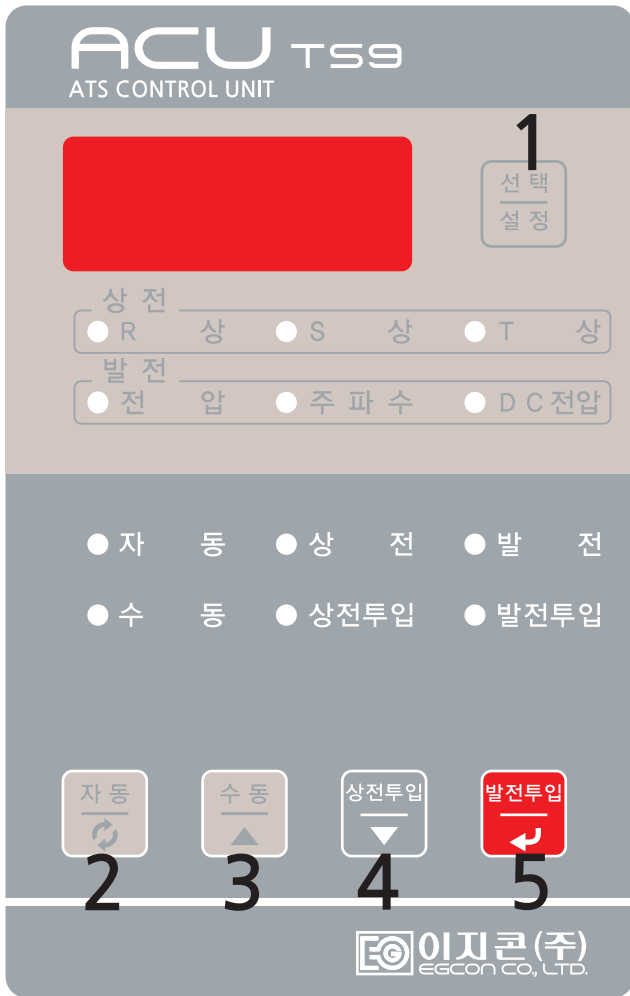 ACU TS9
ATS CONTROL UNIT
1
선택
설정
상전
R 상 S 상 T 상
발전
전압 주파수 DC전압
자동 상전 발전
수동 상전투입 발전투입
자동 수동 상전투입 발전투입
2 3 4 5
EG 이지콘(주)
EGCON CO., LTD.